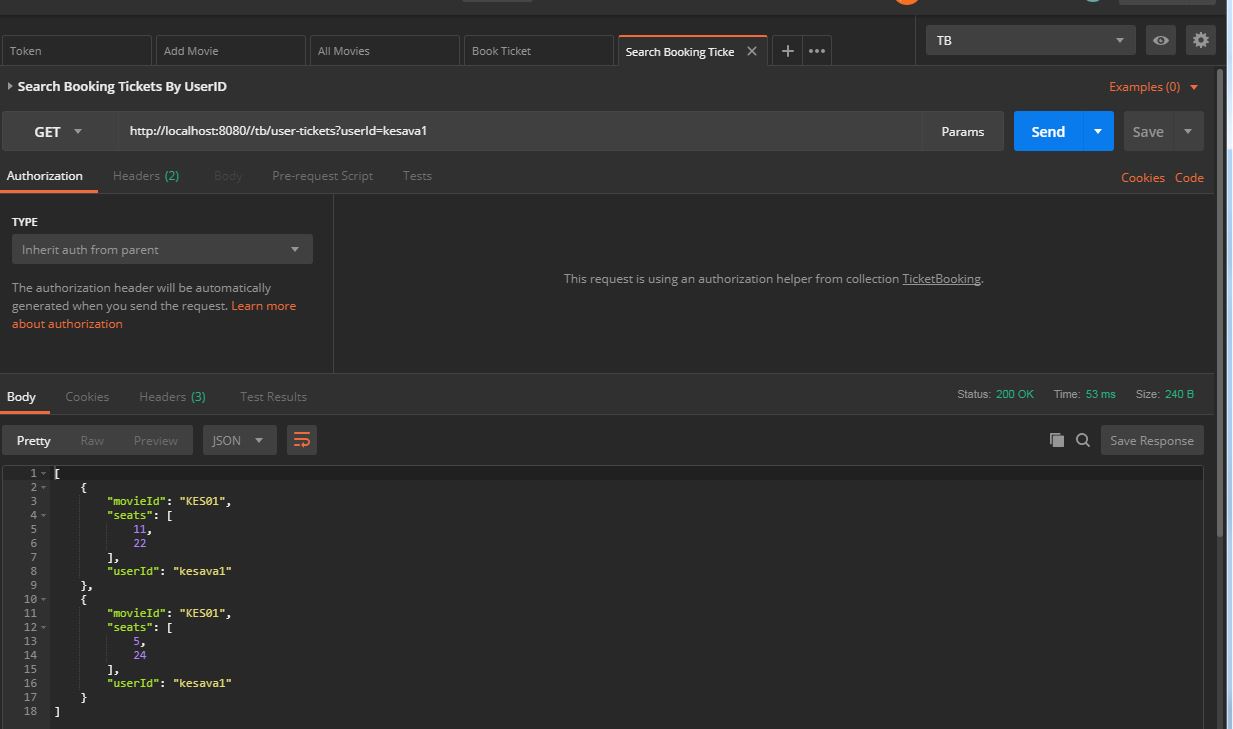 Token Add Movie All Movies Book Ticket Search Booking Ticke TB
Search Booking Tickets By UserID Examples (0)
GET http://localhost:8080//tb/user-tickets?userId=kesava1 Params Send Save
Authorization Headers (2) Body Pre-request Script Tests Cookies Code
TYPE
Inherit auth from parent
The authorization header will be automatically
generated when you send the request. Learn more
about authorization
This request is using an authorization helper from collection TicketBooking.
Body Cookies Headers (3) Test Results Status: 200 OK Time: 53 ms Size: 240 B
Pretty Raw Preview JSON Save Response
1 [
2 {
3 "movieId": "KES01",
4 "seats": [
5 11,
6 22
7 ],
8 "userId": "kesava1"
9 },
10 {
11 "movieId": "KES01",
12 "seats": [
13 5,
14 24
15 ],
16 "userId": "kesava1"
17 }
18 ]